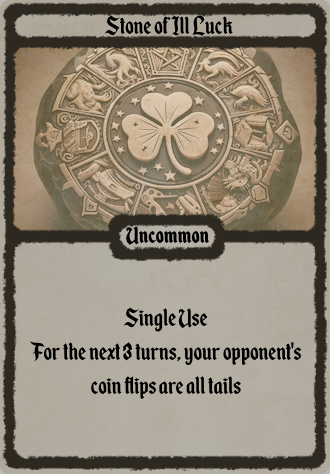 Stone of Ill Luck
Uncommon
Single Use
For the next 3 turns, your opponent's
coin flips are all tails